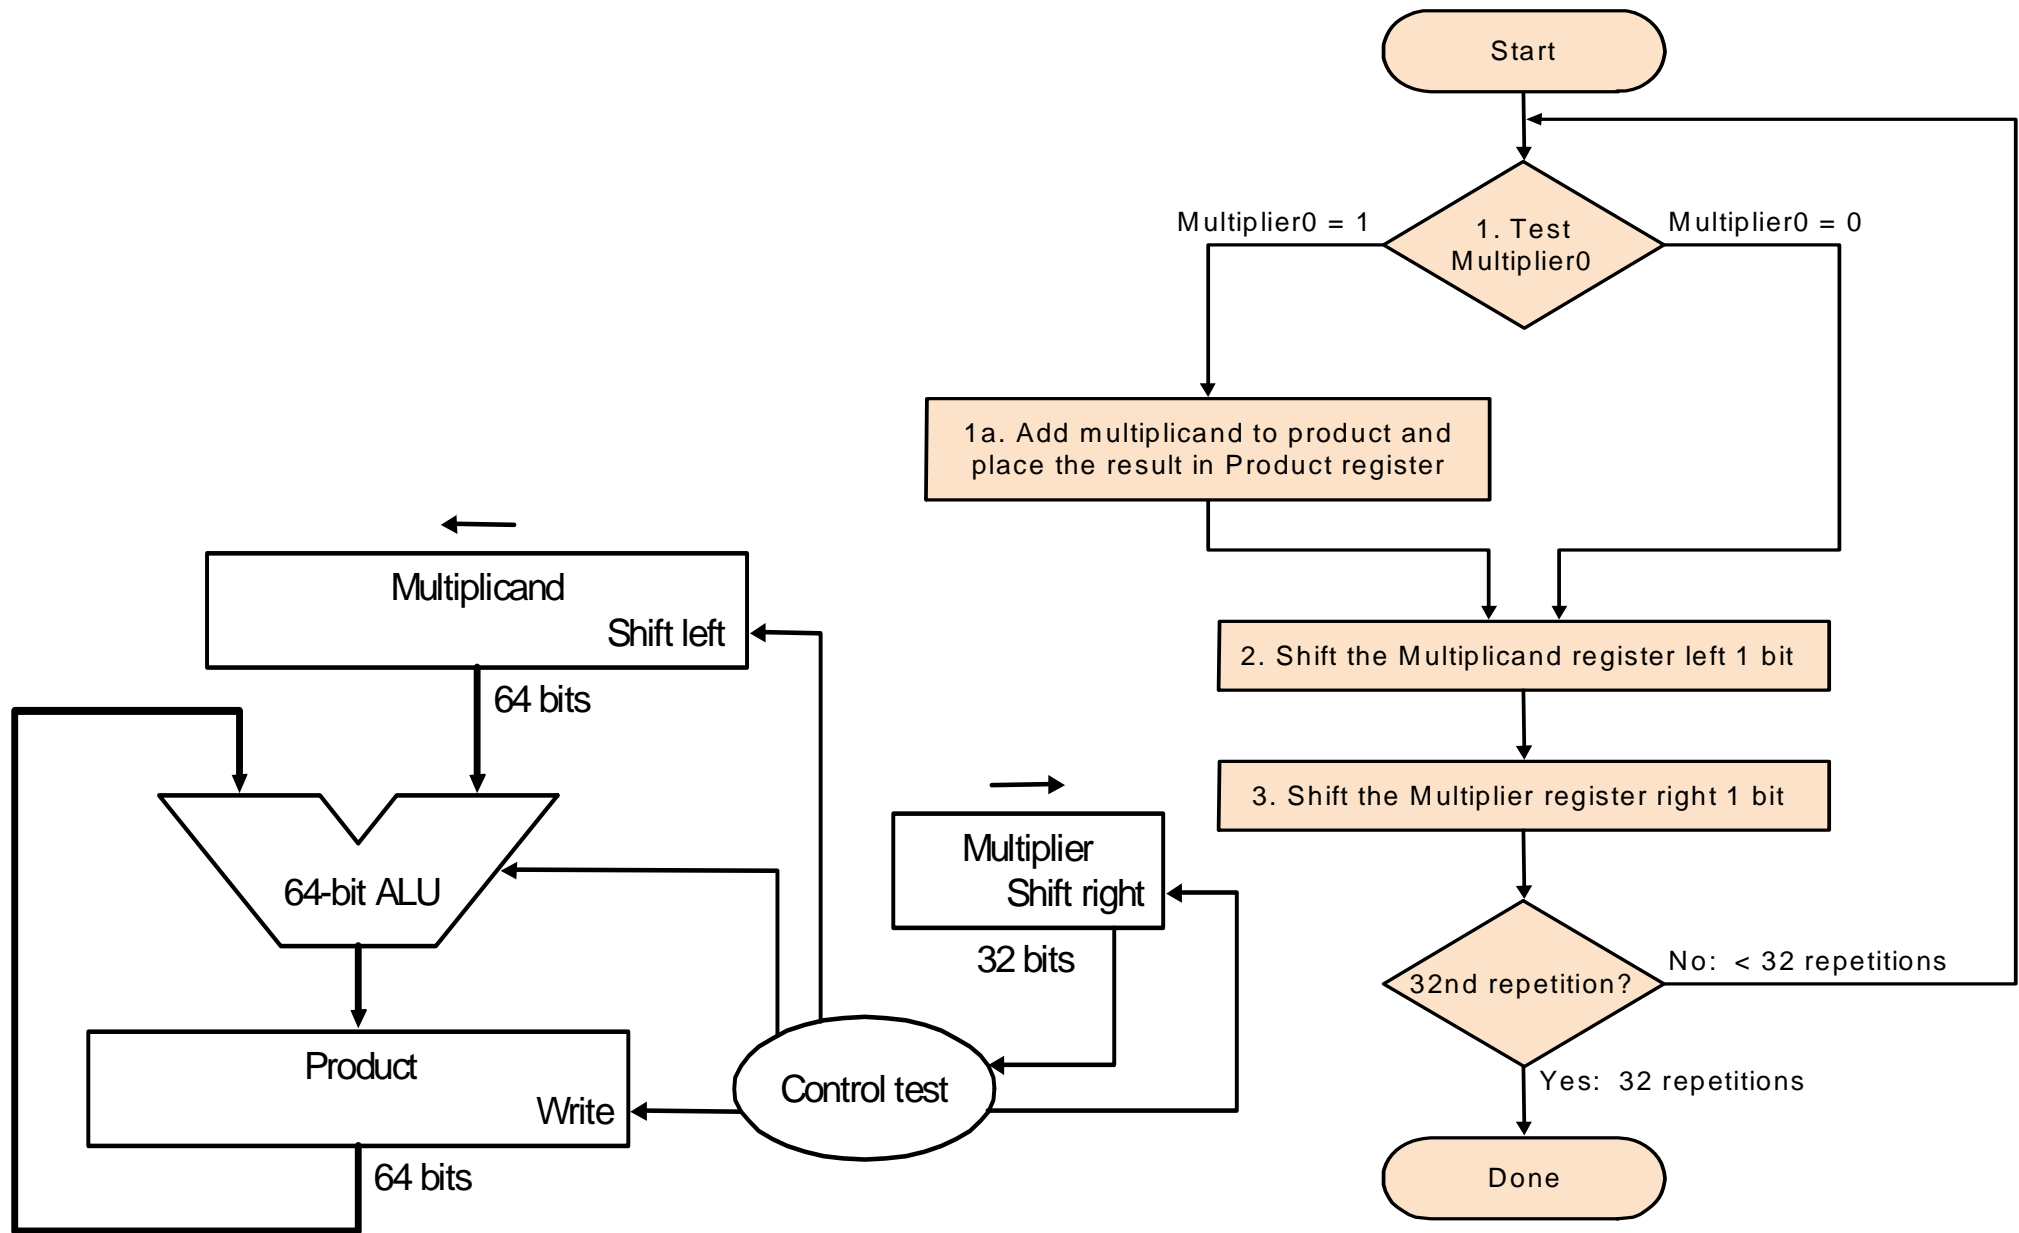 Start
1. Test
Multiplier0
Multiplier0 = 1
Multiplier0 = 0
1a. Add multiplicand to product and
place the result in Product register
2. Shift the Multiplicand register left 1 bit
3. Shift the Multiplier register right 1 bit
32nd repetition?
No: < 32 repetitions
Yes: 32 repetitions
Done
Multiplicand
Shift left
64 bits
64-bit ALU
Multiplier
Shift right
32 bits
Product
Write
64 bits
Control test